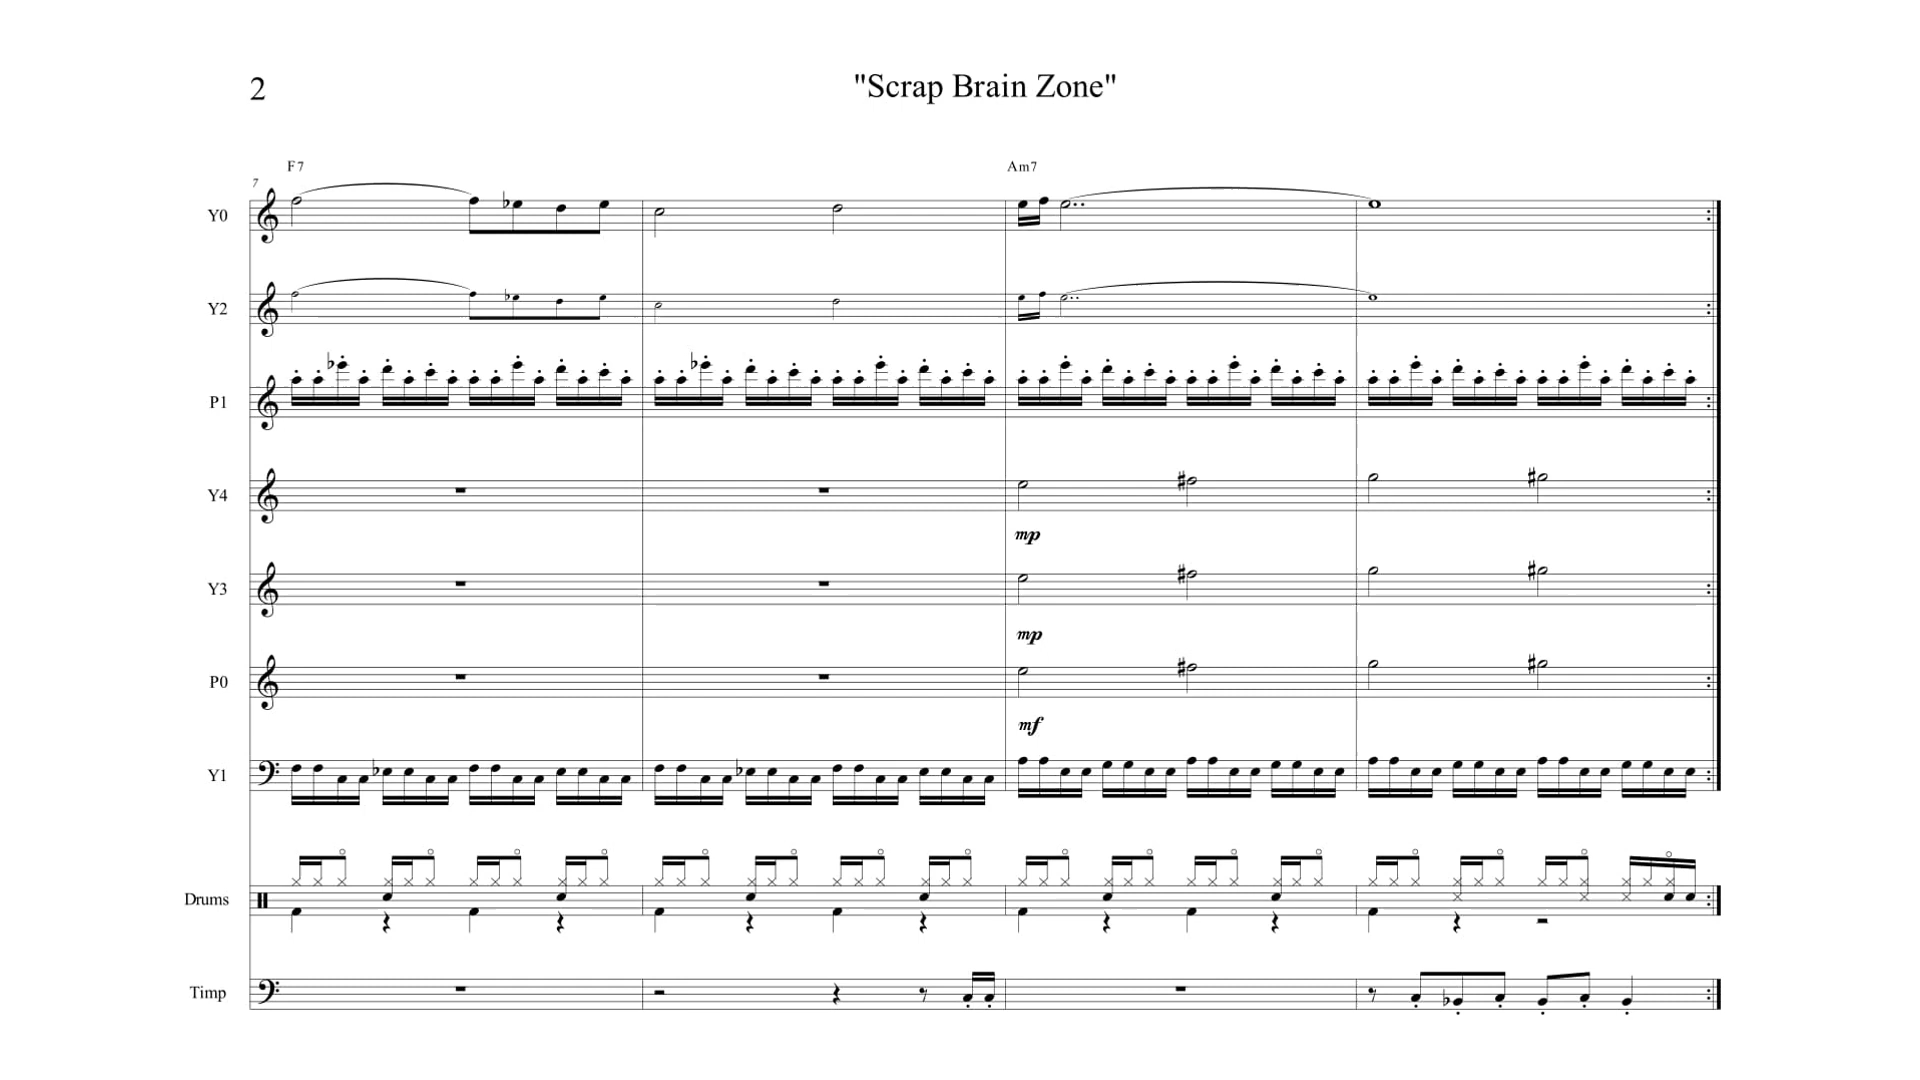 2
"Scrap Brain Zone"
F7
Am7
7
Y0
Y2
P1
Y4
mp
Y3
mp
P0
mf
Y1
Drums
Timp